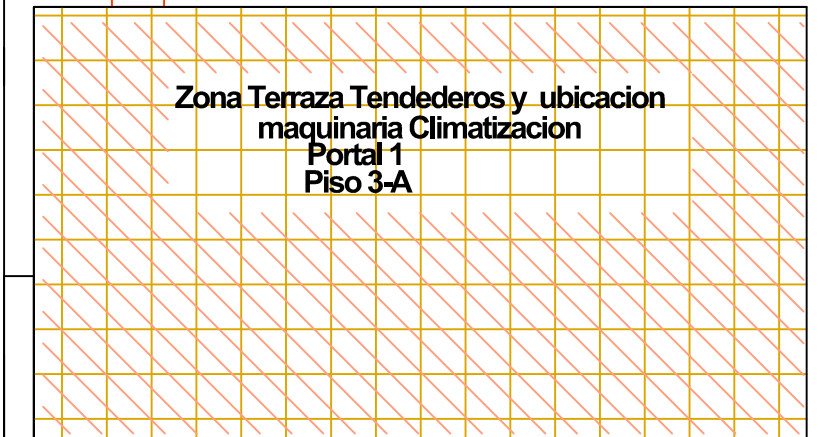 Zona Terraza Tendederos y ubicacion
maquinaria Climatizacion
Portal 1
Piso 3-A